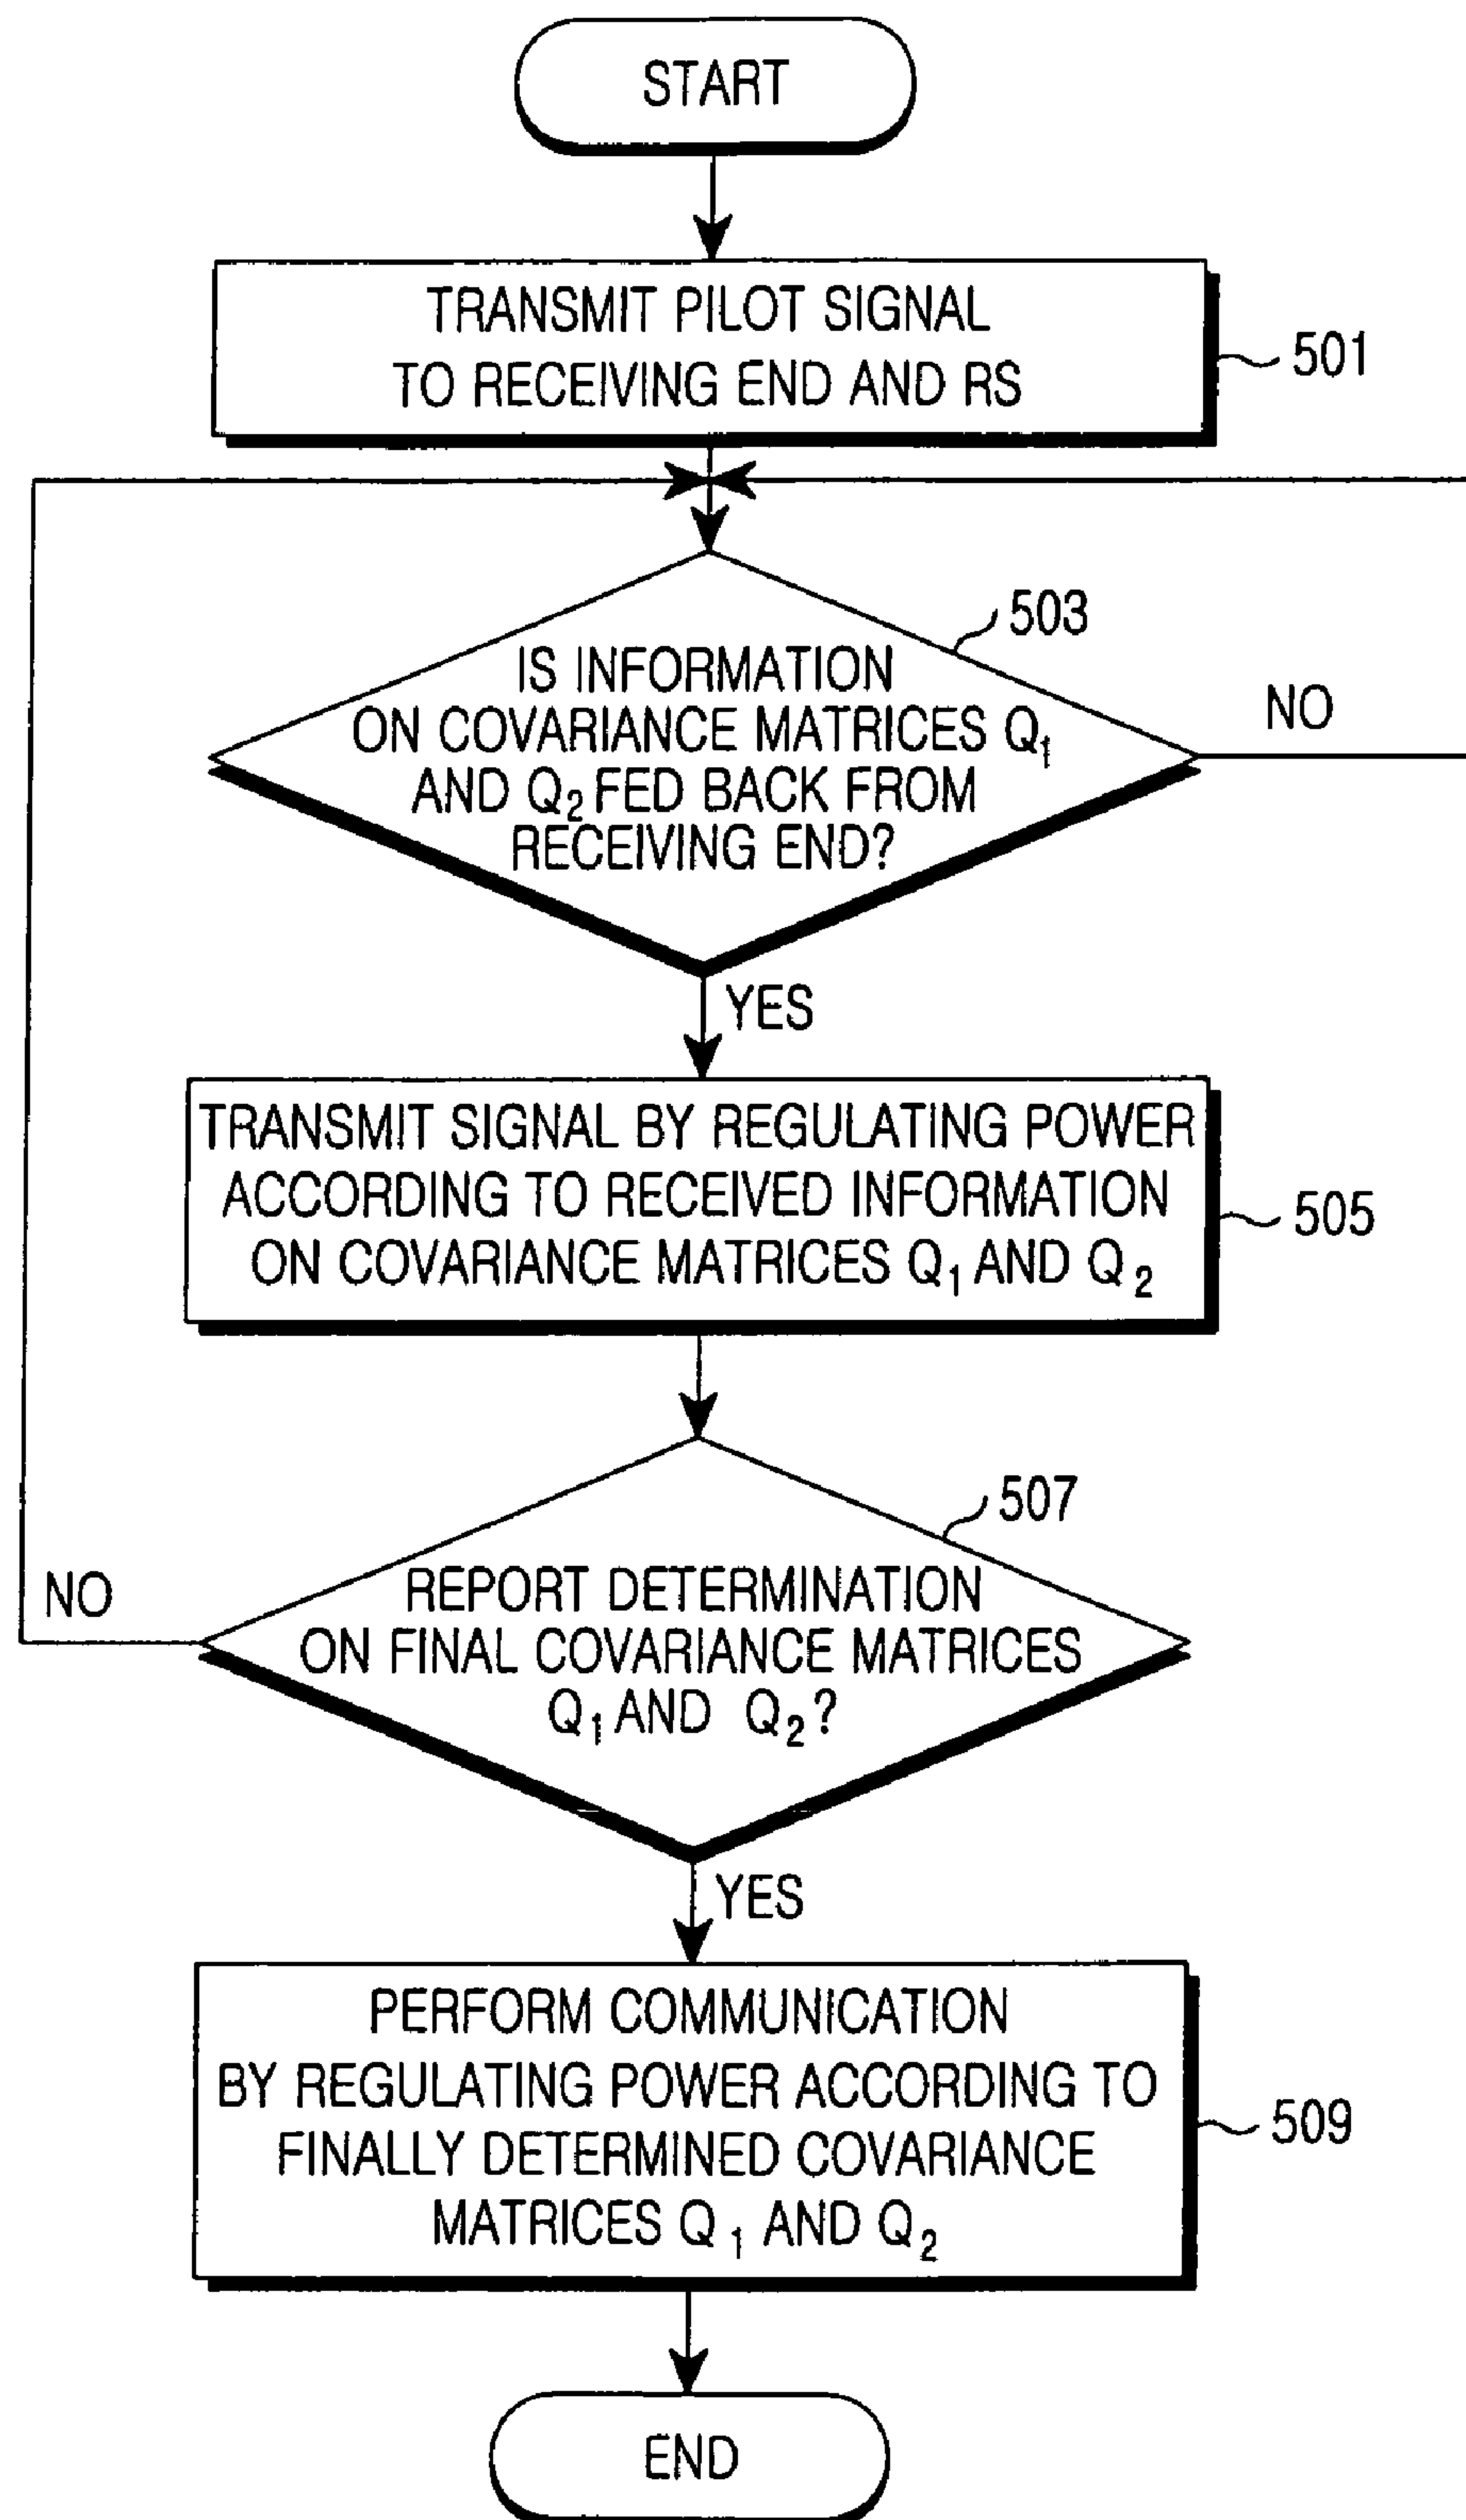 START
TRANSMIT PILOT SIGNAL
TO RECEIVING END AND RS
501
503
IS INFORMATION
ON COVARIANCE MATRICES Q1
AND Q2 FED BACK FROM
RECEIVING END?
NO
YES
TRANSMIT SIGNAL BY REGULATING POWER
ACCORDING TO RECEIVED INFORMATION
ON COVARIANCE MATRICES Q1 AND Q2
505
507
REPORT DETERMINATION
ON FINAL COVARIANCE MATRICES
Q1 AND Q2?
NO
YES
PERFORM COMMUNICATION
BY REGULATING POWER ACCORDING TO
FINALLY DETERMINED COVARIANCE
MATRICES Q1 AND Q2
509
END